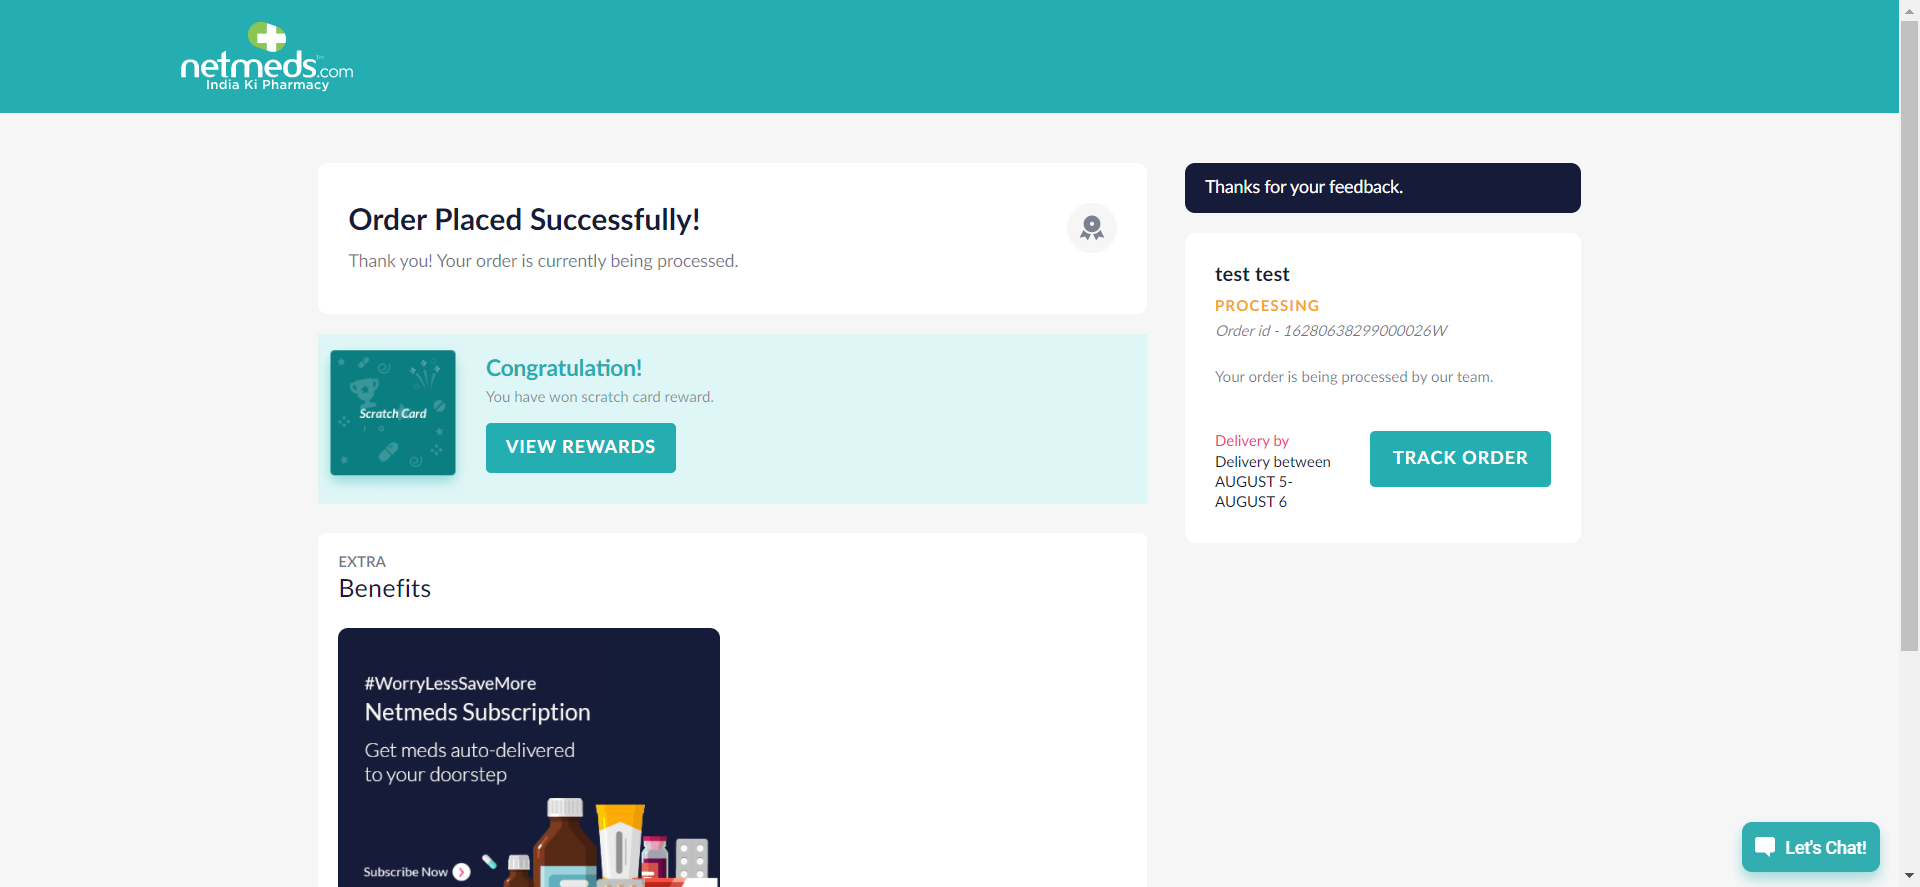 netmeds.com
India Ki Pharmacy
Order Placed Successfully!
Thank you! Your order is currently being processed.
Scratch Card
Congratulation!
You have won scratch card reward.
VIEW REWARDS
EXTRA
Benefits
#WorryLessSaveMore
Netmeds Subscription
Get meds auto-delivered
to your doorstep
Subscribe Now
Thanks for your feedback.
test test
PROCESSING
Order id - 16280638299000026W
Your order is being processed by our team.
Delivery by
Delivery between
AUGUST 5-
AUGUST 6
TRACK ORDER
Let's Chat!